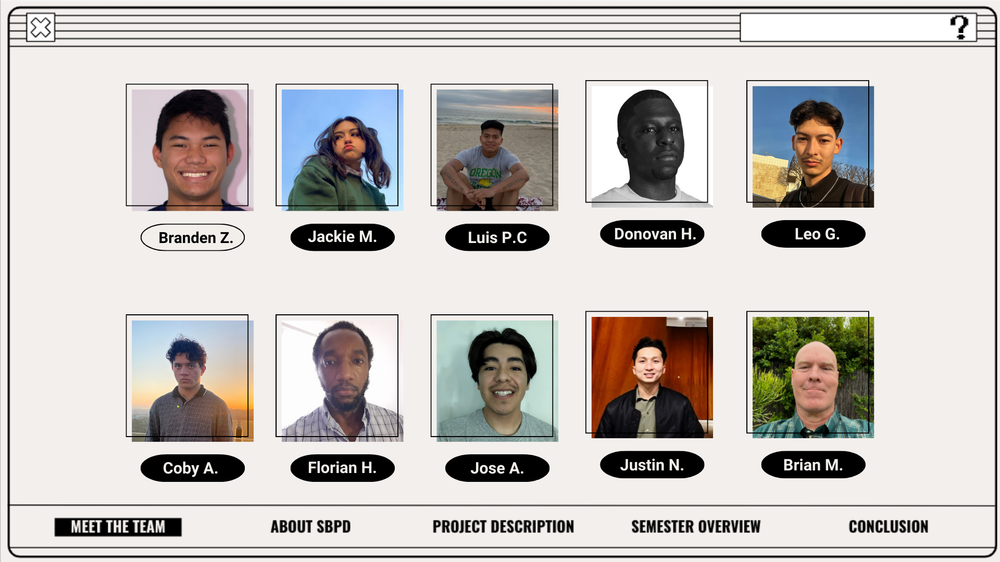 ?
OREGON
Branden Z.
Jackie M.
Luis P.C
Donovan H.
Leo G.
Coby A.
Florian H.
Jose A.
Justin N.
Brian M.
MEET THE TEAM
ABOUT SBPD
PROJECT DESCRIPTION
SEMESTER OVERVIEW
CONCLUSION